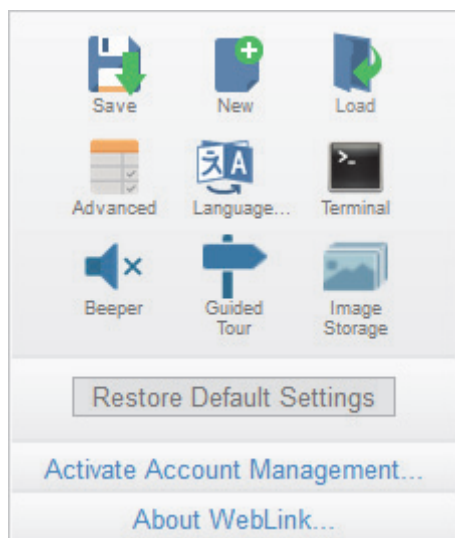 Save New Load
Advanced Language... Terminal
Beeper Guided Tour Image Storage
Restore Default Settings
Activate Account Management...
About WebLink...